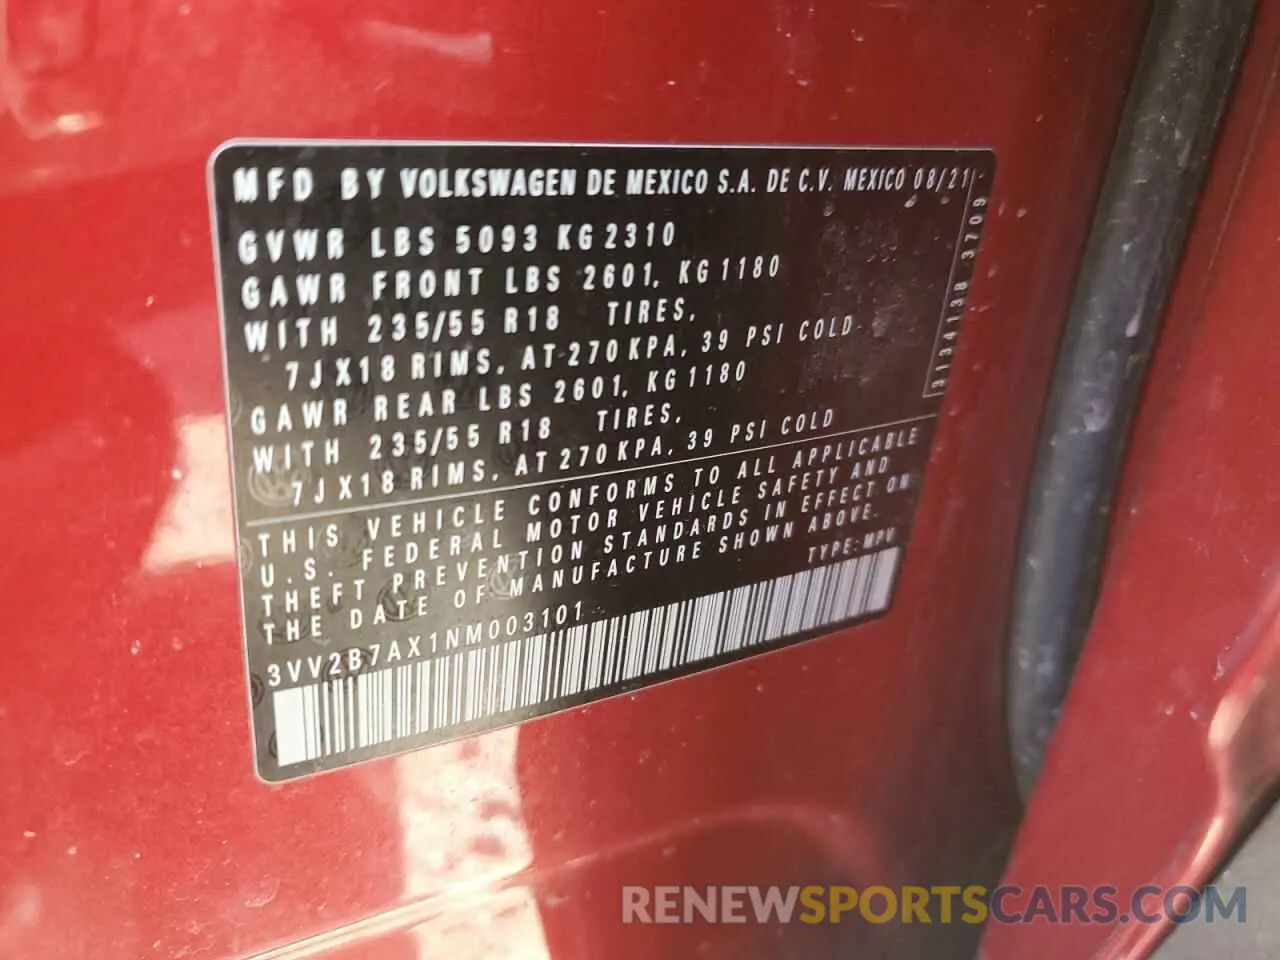 MFD BY VOLKSWAGEN DE MEXICO S.A. DE C.V. MEXICO 08/21
GVWR LBS 5093 KG 2310
GAWR FRONT LBS 2601, KG 1180
WITH 235/55 R18 TIRES,
7JX18 RIMS, AT 270 KPA, 39 PSI COLD
GAWR REAR LBS 2601, KG 1180
WITH 235/55 R18 TIRES,
7JX18 RIMS, AT 270 KPA, 39 PSI COLD
THIS VEHICLE CONFORMS TO ALL APPLICABLE
U.S. FEDERAL MOTOR VEHICLE SAFETY AND
THEFT PREVENTION STANDARDS IN EFFECT ON
THE DATE OF MANUFACTURE SHOWN ABOVE.
TYPE: MPV
3VV2B7AX1NM003101
3134138 3709
RENEWSPORTSCARS.COM